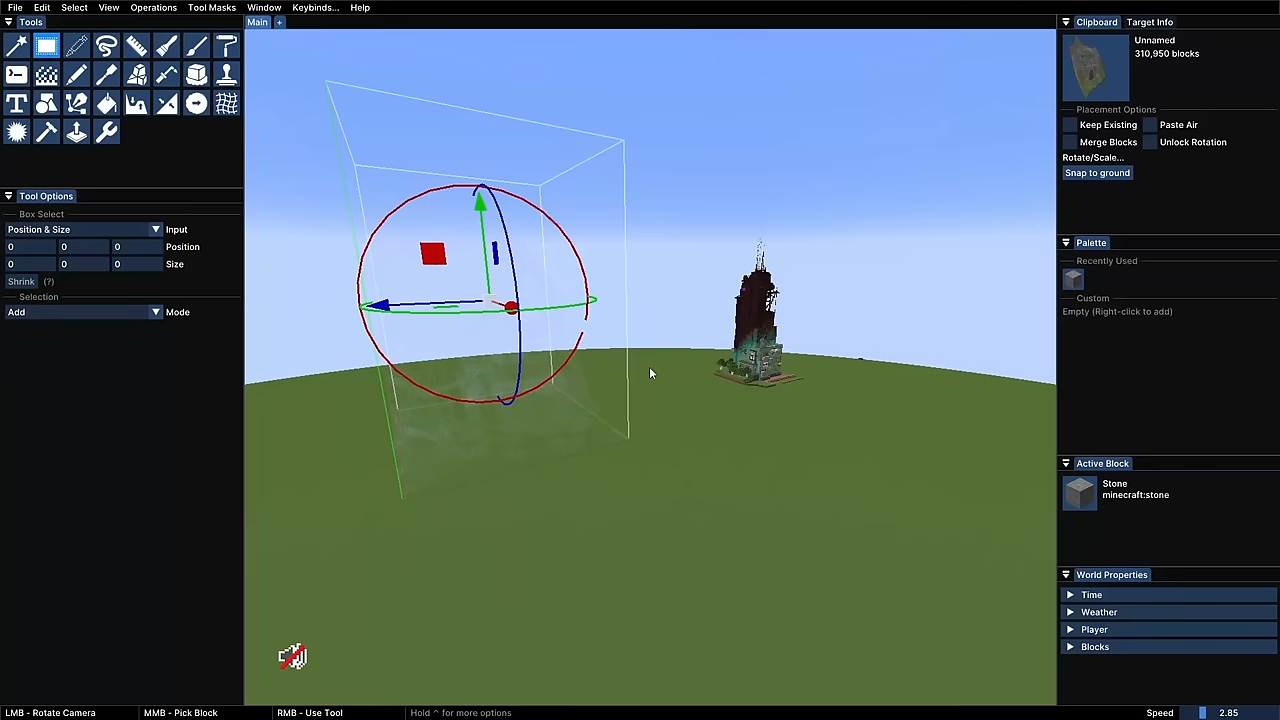 File Edit Select View Operations Tool Masks Window Keybinds... Help
Tools
Main +
Clipboard Target Info
Unnamed
310,950 blocks
Placement Options
Keep Existing Paste Air
Merge Blocks Unlock Rotation
Rotate/Scale...
Snap to ground
Tool Options
Box Select
Position & Size Input
0 0 0 Position
0 0 0 Size
Shrink (?)
Selection
Add Mode
Palette
Recently Used
Custom
Empty (Right-click to add)
Active Block
Stone
minecraft:stone
World Properties
Time
Weather
Player
Blocks
LMB - Rotate Camera MMB - Pick Block RMB - Use Tool Hold ^ for more options Speed 2.85